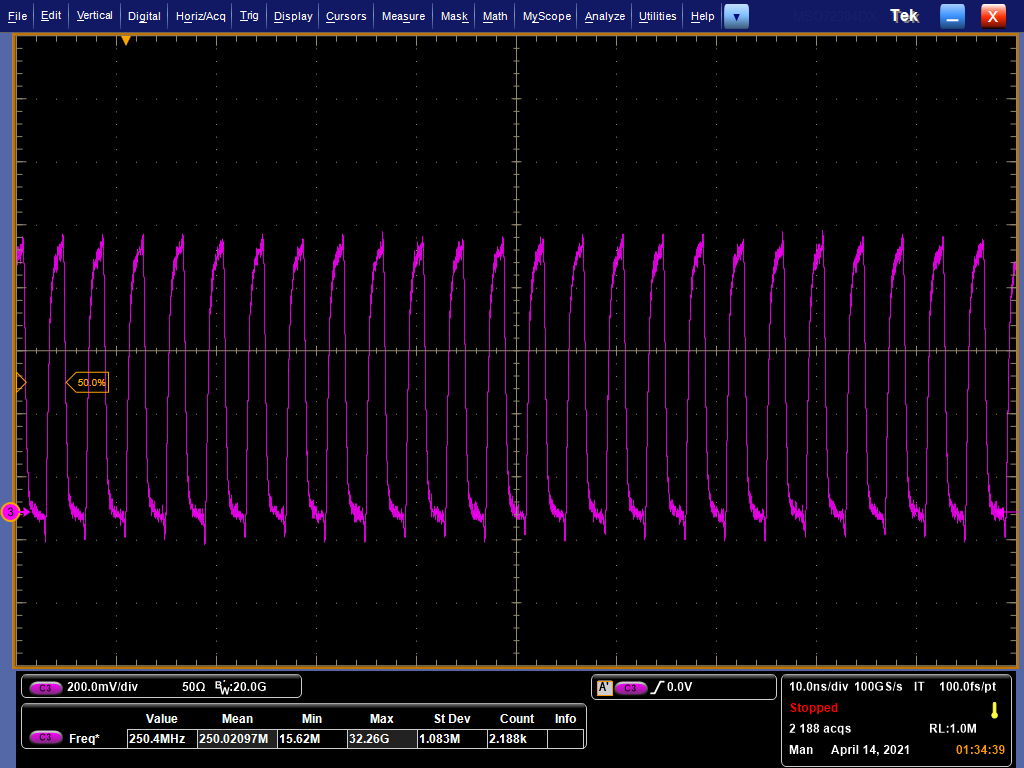 File Edit Vertical Digital Horiz/Acq Trig Display Cursors Measure Mask Math MyScope Analyze Utilities Help Tek X
50.0%
3
C3 200.0mV/div 50Ω BW:20.0G
A' C3 0.0V
10.0ns/div 100GS/s IT 100.0fs/pt
Stopped
2 188 acqs RL:1.0M
Man April 14, 2021 01:34:39
Value Mean Min Max St Dev Count Info
C3 Freq* 250.4MHz 250.02097M 15.62M 32.26G 1.083M 2.188k